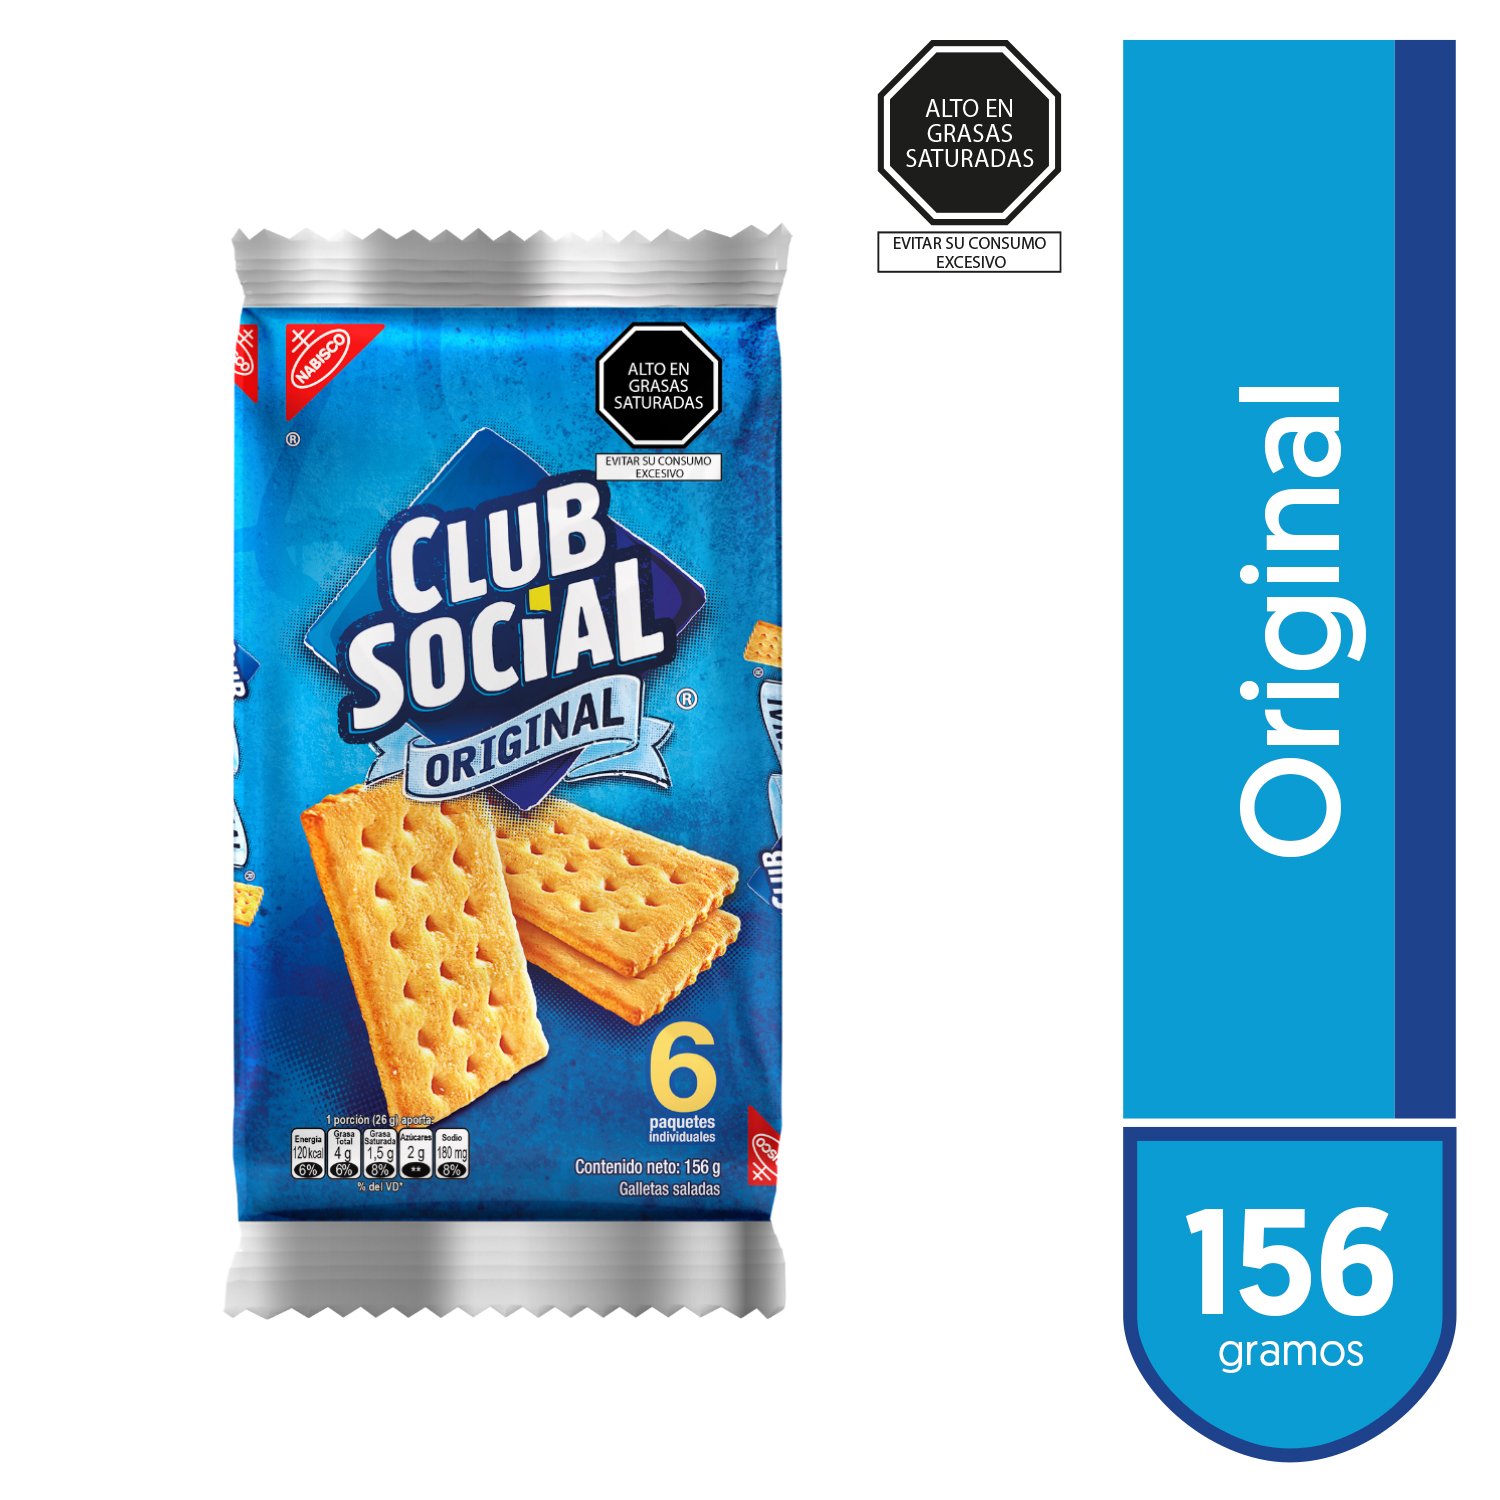 ALTO EN
GRASAS
SATURADAS
EVITAR SU CONSUMO
EXCESIVO
NABISCO
®
ALTO EN
GRASAS
SATURADAS
EVITAR SU CONSUMO
EXCESIVO
CLUB
SOCiAL
®
ORIGINAL
6
paquetes
individuales
1 porción (26 g) aporta:
Energía Grasa Total Grasa Saturada Azúcares Sodio
120kcal 4 g 1,5 g 2 g 180 mg
6% 6% 8% ** 8%
% del VD*
Contenido neto: 156 g
Galletas saladas
Original
156
gramos